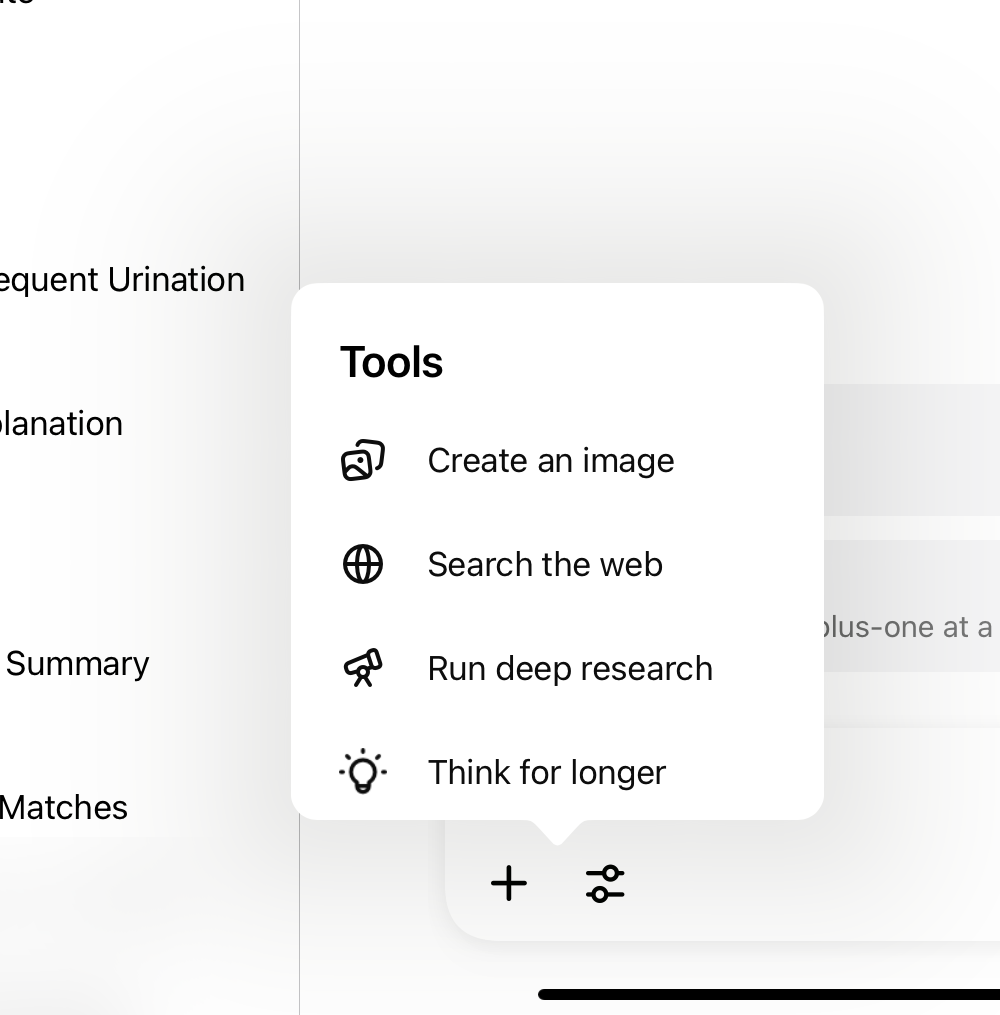 equent Urination
lanation
Summary
Matches
Tools
Create an image
Search the web
Run deep research
Think for longer
plus-one at a